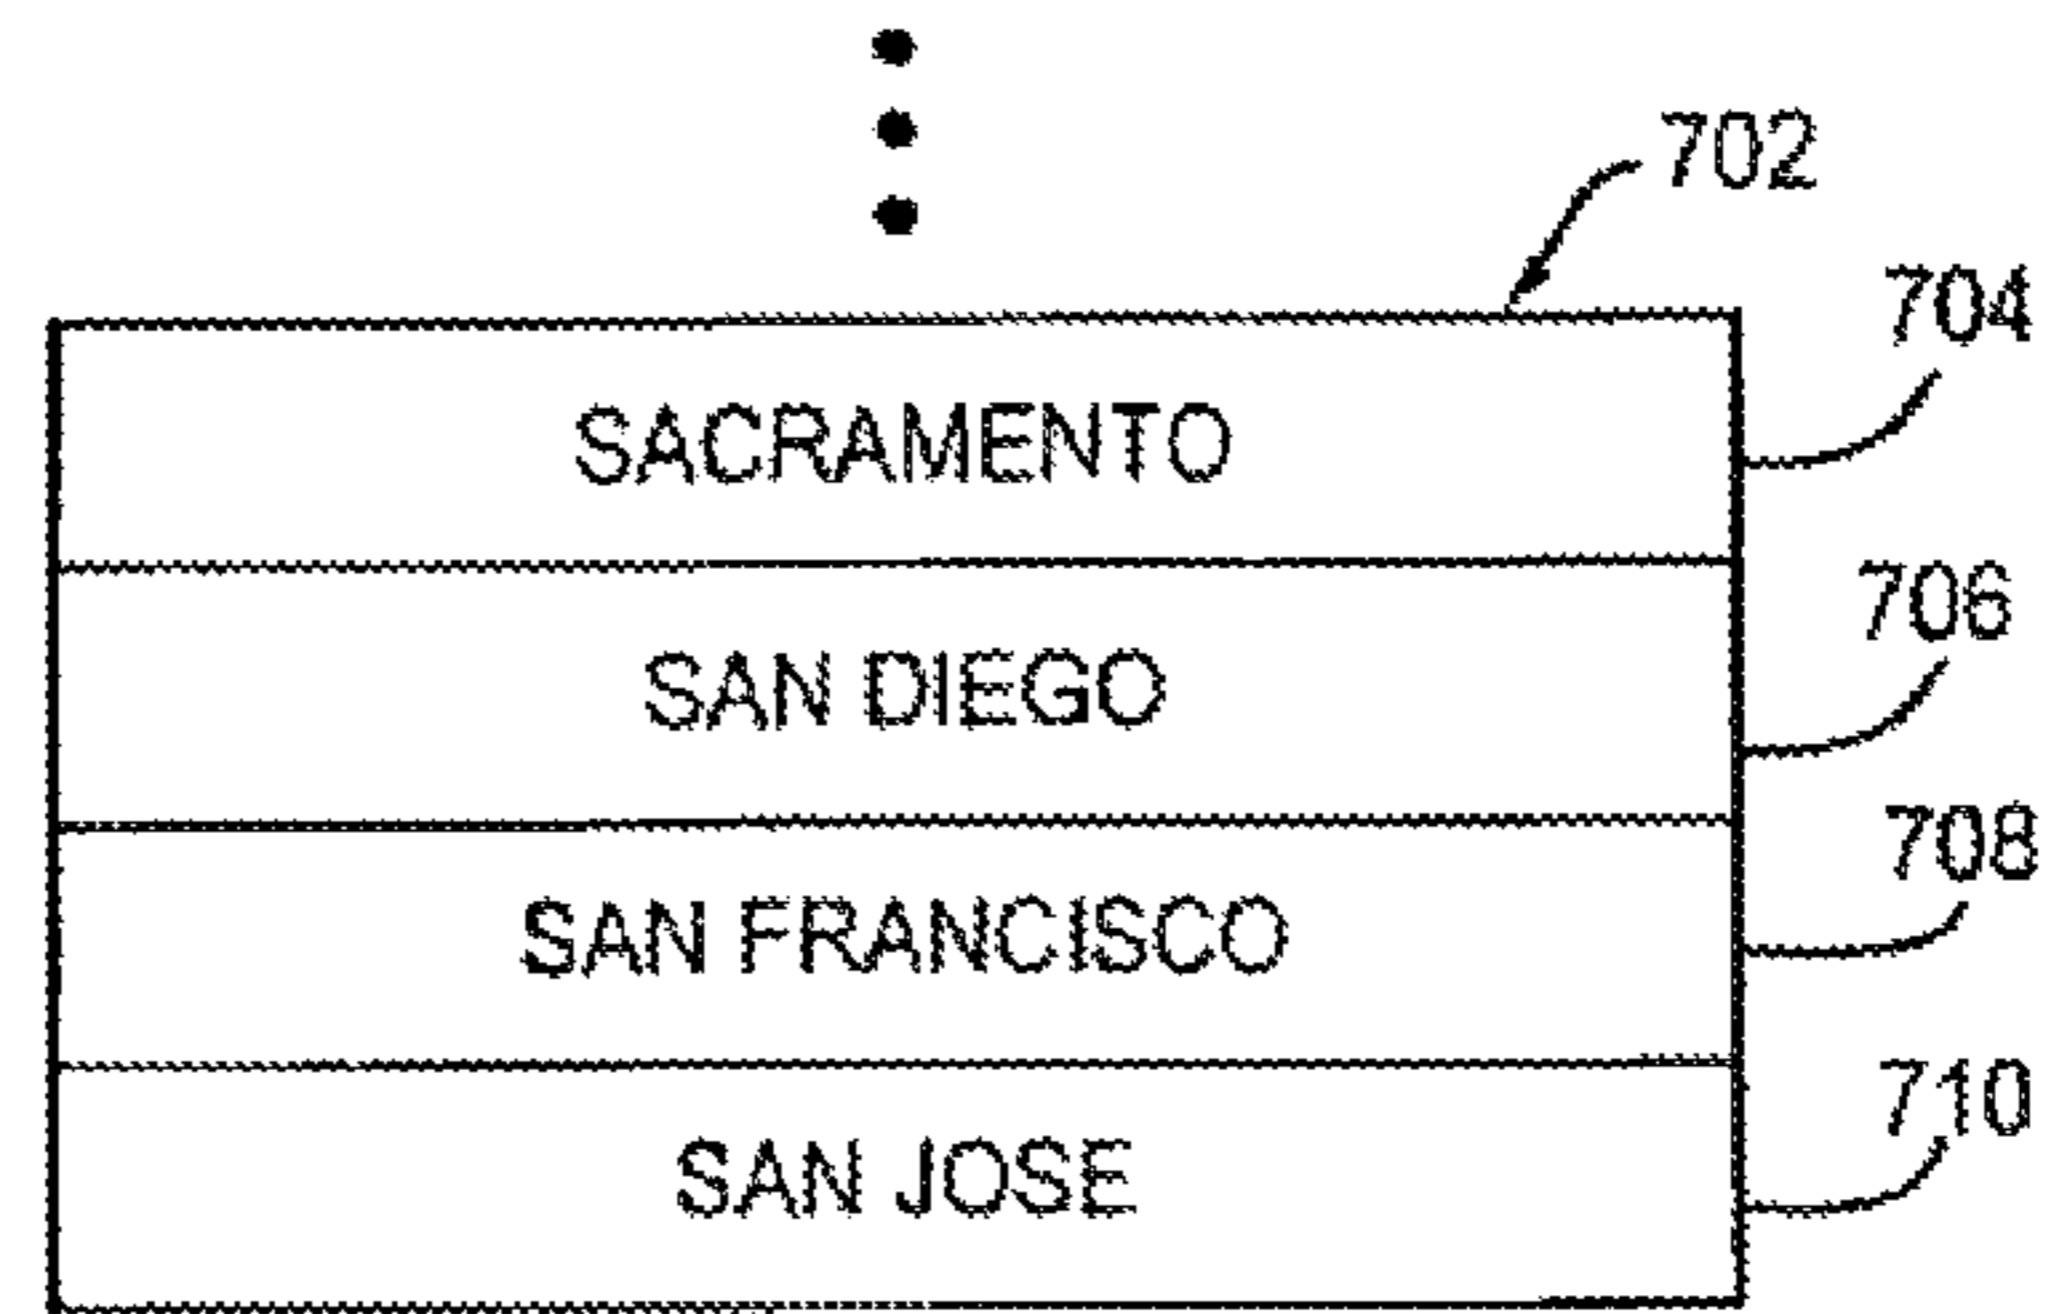 702
704
SACRAMENTO
706
SAN DIEGO
708
SAN FRANCISCO
710
SAN JOSE